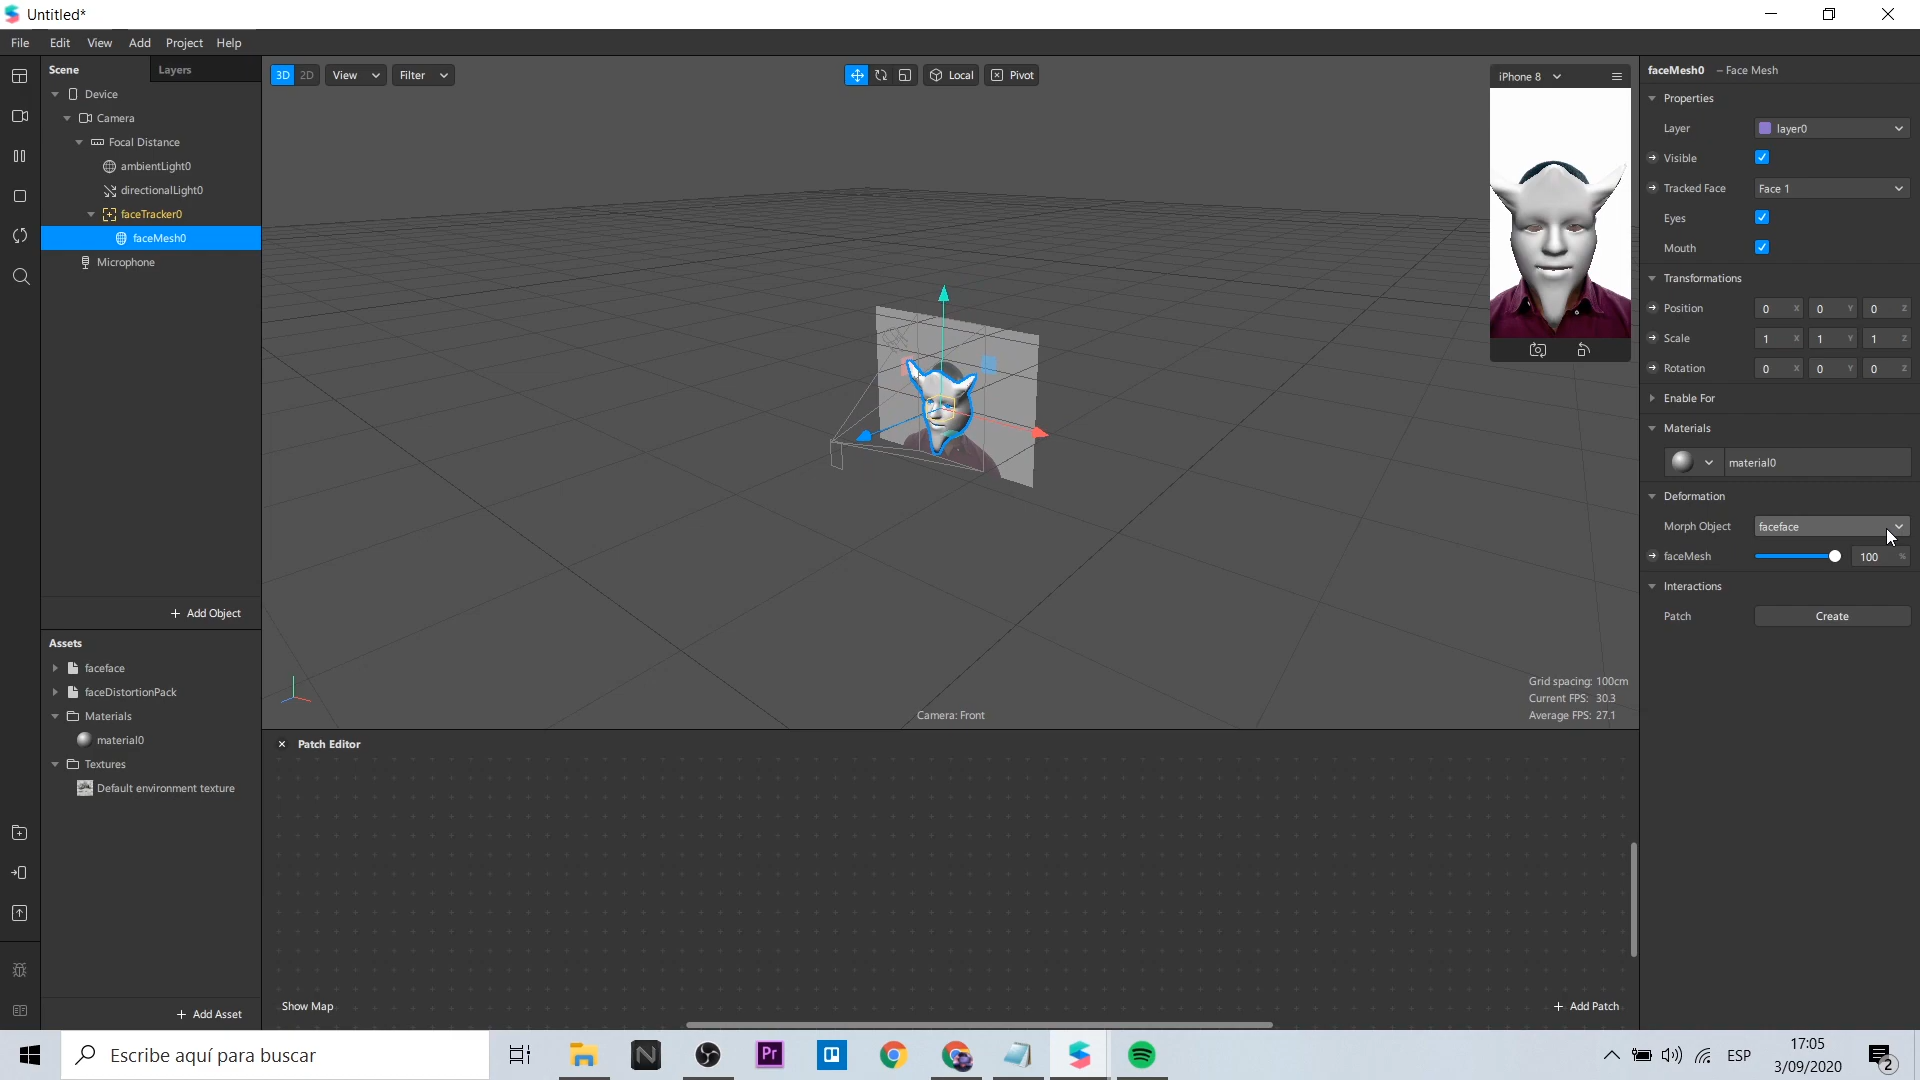 Untitled*
File Edit View Add Project Help
Scene Layers
Device
Camera
Focal Distance
ambientLight0
directionalLight0
faceTracker0
faceMesh0
Microphone
+ Add Object
Assets
faceface
faceDistortionPack
Materials
material0
Textures
Default environment texture
+ Add Asset
3D 2D View Filter
Local Pivot
iPhone 8
Grid spacing: 100cm
Current FPS: 30.3
Average FPS: 27.1
Camera: Front
Patch Editor
Show Map
+ Add Patch
faceMesh0 – Face Mesh
Properties
Layer layer0
Visible
Tracked Face Face 1
Eyes
Mouth
Transformations
Position 0 X 0 Y 0 Z
Scale 1 X 1 Y 1 Z
Rotation 0 X 0 Y 0 Z
Enable For
Materials
material0
Deformation
Morph Object faceface
faceMesh 100 %
Interactions
Patch Create
Escribe aquí para buscar
N
Pr
ESP
17:05
3/09/2020
2